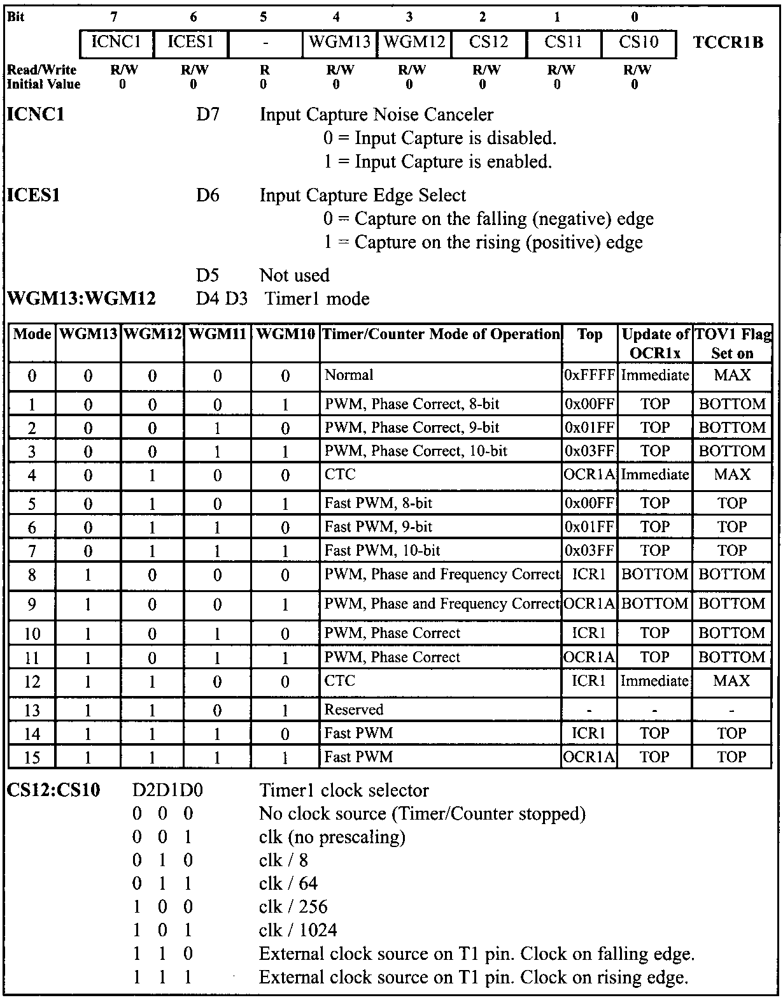 Bit 7 6 5 4 3 2 1 0
ICNC1 ICES1 - WGM13 WGM12 CS12 CS11 CS10 TCCR1B
Read/Write R/W R/W R R/W R/W R/W R/W R/W
Initial Value 0 0 0 0 0 0 0 0
ICNC1 D7 Input Capture Noise Canceler
0 = Input Capture is disabled.
1 = Input Capture is enabled.
ICES1 D6 Input Capture Edge Select
0 = Capture on the falling (negative) edge
1 = Capture on the rising (positive) edge
D5 Not used
WGM13:WGM12 D4 D3 Timer1 mode
Mode WGM13 WGM12 WGM11 WGM10 Timer/Counter Mode of Operation Top Update of OCR1x TOV1 Flag Set on
0 0 0 0 0 Normal 0xFFFF Immediate MAX
1 0 0 0 1 PWM, Phase Correct, 8-bit 0x00FF TOP BOTTOM
2 0 0 1 0 PWM, Phase Correct, 9-bit 0x01FF TOP BOTTOM
3 0 0 1 1 PWM, Phase Correct, 10-bit 0x03FF TOP BOTTOM
4 0 1 0 0 CTC OCR1A Immediate MAX
5 0 1 0 1 Fast PWM, 8-bit 0x00FF TOP TOP
6 0 1 1 0 Fast PWM, 9-bit 0x01FF TOP TOP
7 0 1 1 1 Fast PWM, 10-bit 0x03FF TOP TOP
8 1 0 0 0 PWM, Phase and Frequency Correct ICR1 BOTTOM BOTTOM
9 1 0 0 1 PWM, Phase and Frequency Correct OCR1A BOTTOM BOTTOM
10 1 0 1 0 PWM, Phase Correct ICR1 TOP BOTTOM
11 1 0 1 1 PWM, Phase Correct OCR1A TOP BOTTOM
12 1 1 0 0 CTC ICR1 Immediate MAX
13 1 1 0 1 Reserved - - -
14 1 1 1 0 Fast PWM ICR1 TOP TOP
15 1 1 1 1 Fast PWM OCR1A TOP TOP
CS12:CS10 D2D1D0 Timer1 clock selector
0 0 0 No clock source (Timer/Counter stopped)
0 0 1 clk (no prescaling)
0 1 0 clk / 8
0 1 1 clk / 64
1 0 0 clk / 256
1 0 1 clk / 1024
1 1 0 External clock source on T1 pin. Clock on falling edge.
1 1 1 External clock source on T1 pin. Clock on rising edge.